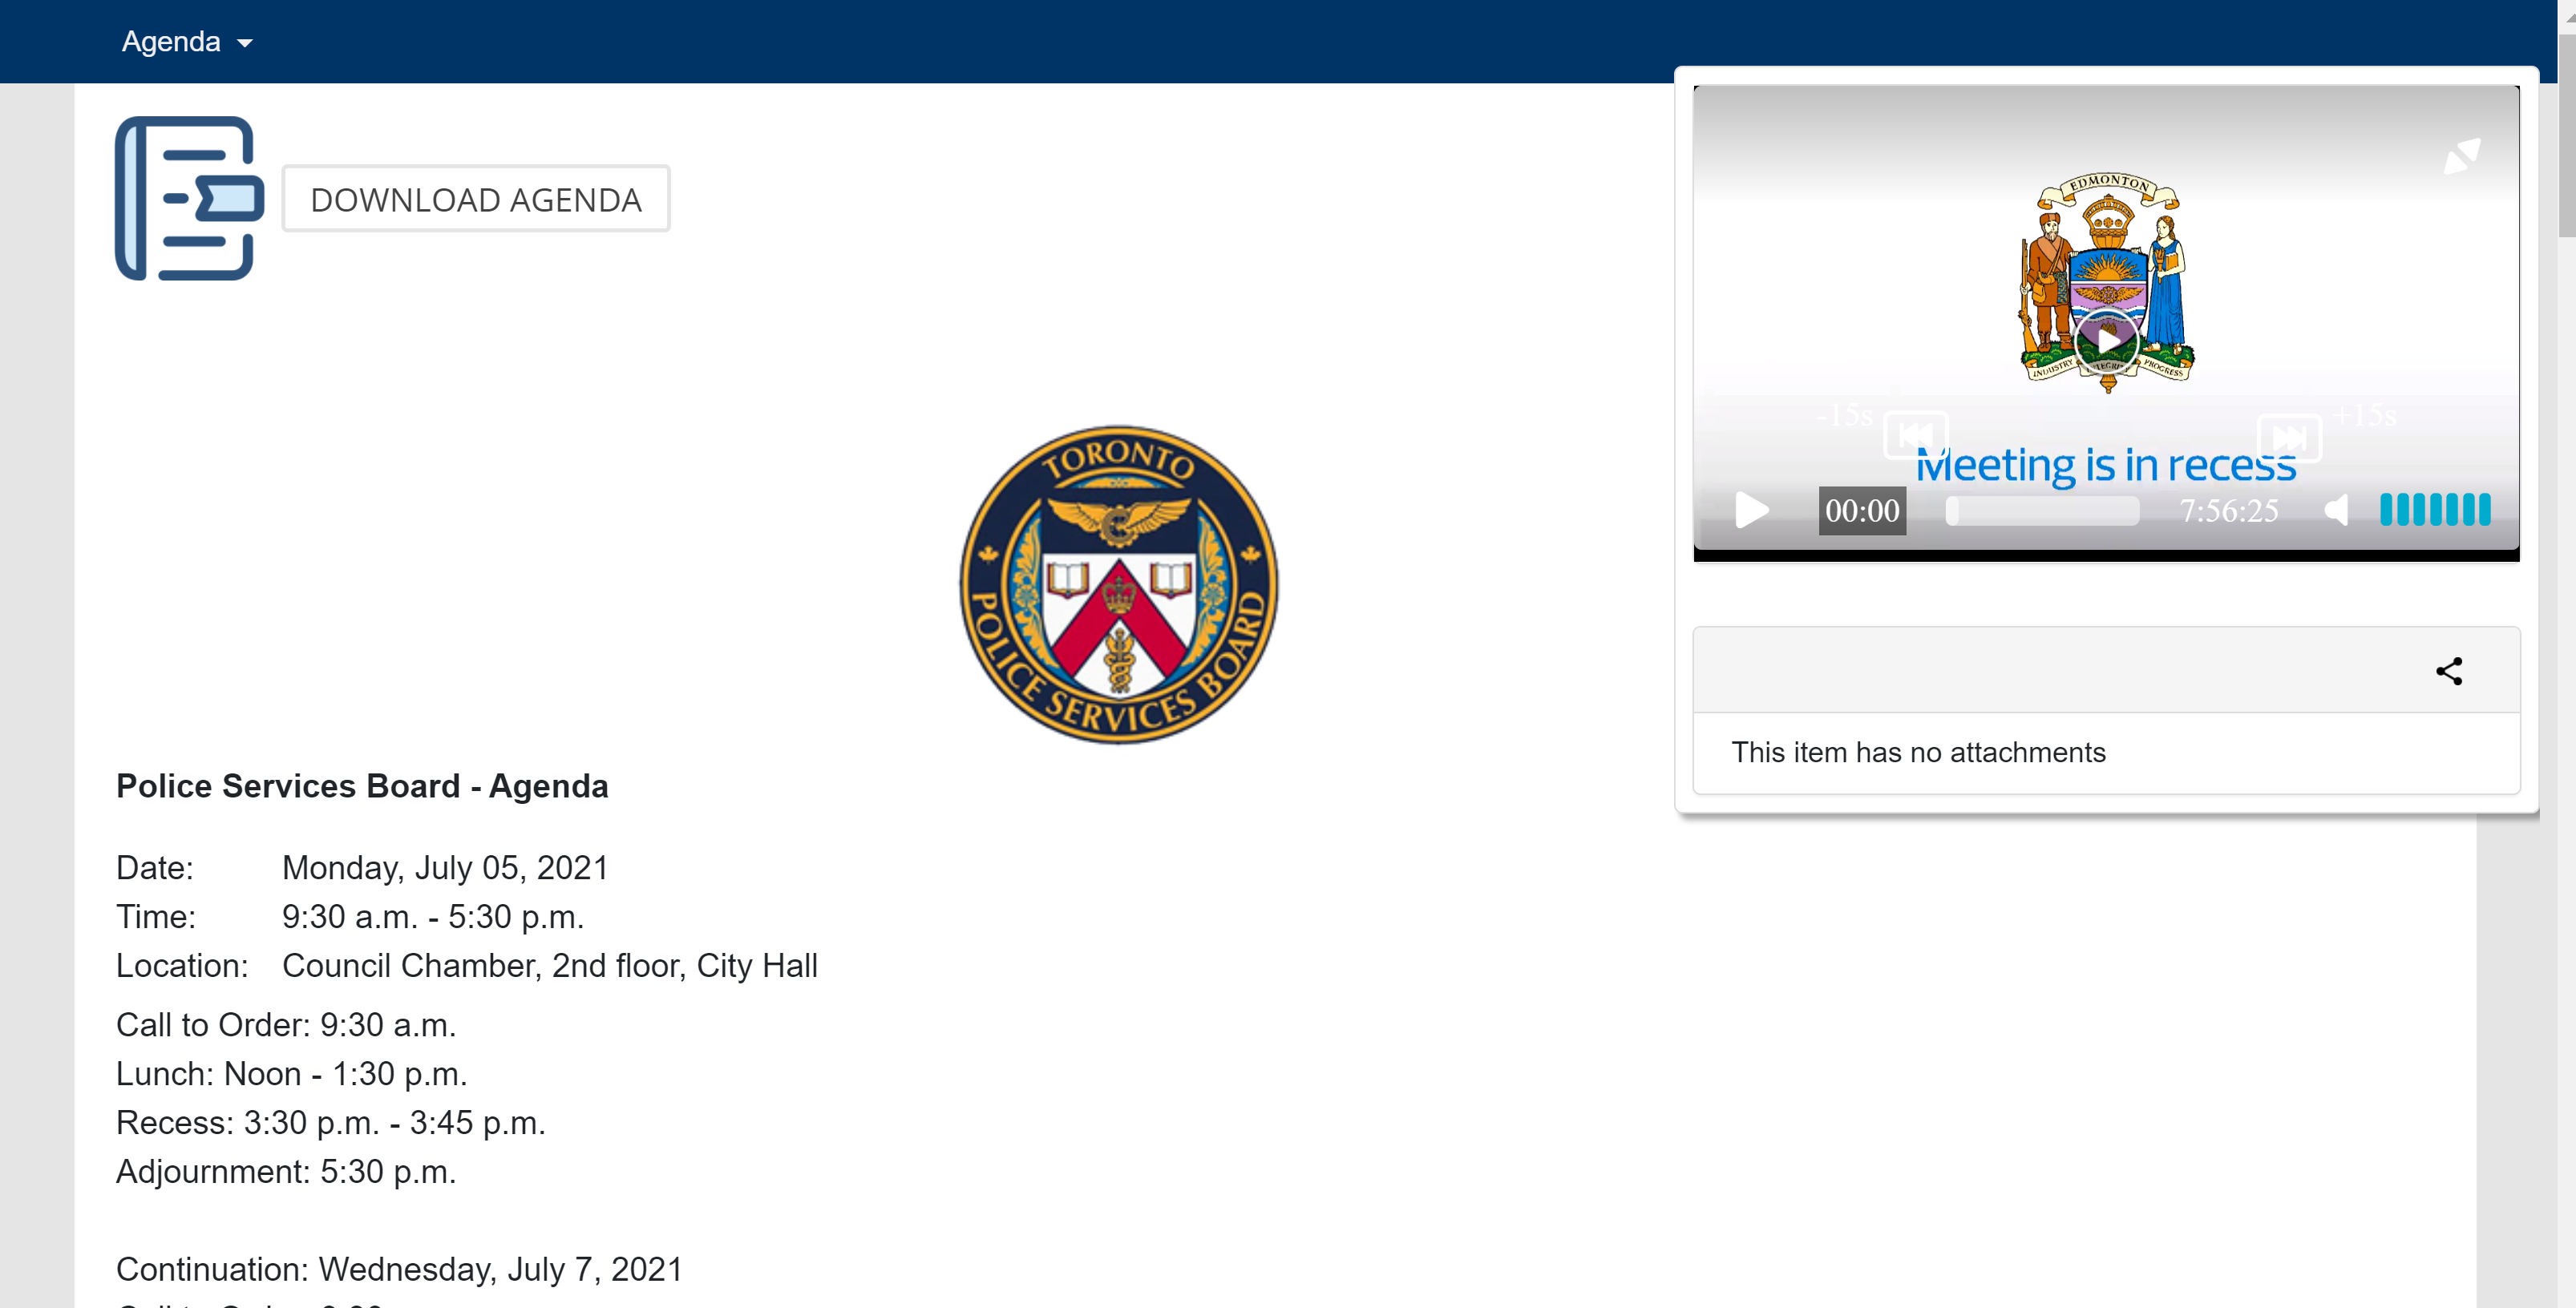 Agenda
DOWNLOAD AGENDA
TORONTO
POLICE SERVICES BOARD
Police Services Board - Agenda
Date: Monday, July 05, 2021
Time: 9:30 a.m. - 5:30 p.m.
Location: Council Chamber, 2nd floor, City Hall
Call to Order: 9:30 a.m.
Lunch: Noon - 1:30 p.m.
Recess: 3:30 p.m. - 3:45 p.m.
Adjournment: 5:30 p.m.
Continuation: Wednesday, July 7, 2021
EDMONTON
INDUSTRY INTEGRITY PROGRESS
-15s +15s
Meeting is in recess
00:00 7:56:25
This item has no attachments